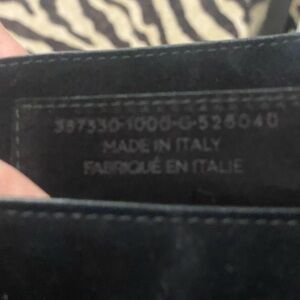 387330-1000-G-526040
MADE IN ITALY
FABRIQUÉ EN ITALIE